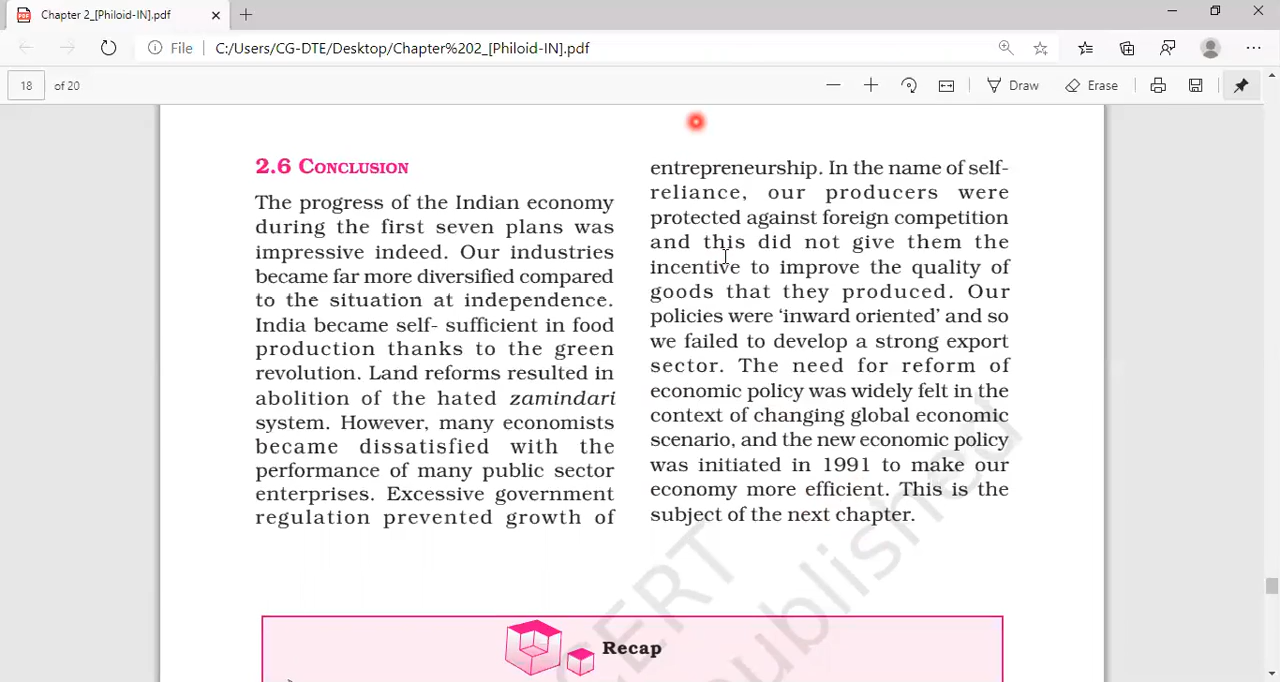 Chapter 2_[Philoid-IN].pdf
File
C:/Users/CG-DTE/Desktop/Chapter%202_[Philoid-IN].pdf
18 of 20
Draw
Erase
2.6 CONCLUSION
The progress of the Indian economy
during the first seven plans was
impressive indeed. Our industries
became far more diversified compared
to the situation at independence.
India became self- sufficient in food
production thanks to the green
revolution. Land reforms resulted in
abolition of the hated zamindari
system. However, many economists
became dissatisfied with the
performance of many public sector
enterprises. Excessive government
regulation prevented growth of
entrepreneurship. In the name of self-
reliance, our producers were
protected against foreign competition
and this did not give them the
incentive to improve the quality of
goods that they produced. Our
policies were ‘inward oriented’ and so
we failed to develop a strong export
sector. The need for reform of
economic policy was widely felt in the
context of changing global economic
scenario, and the new economic policy
was initiated in 1991 to make our
economy more efficient. This is the
subject of the next chapter.
Recap